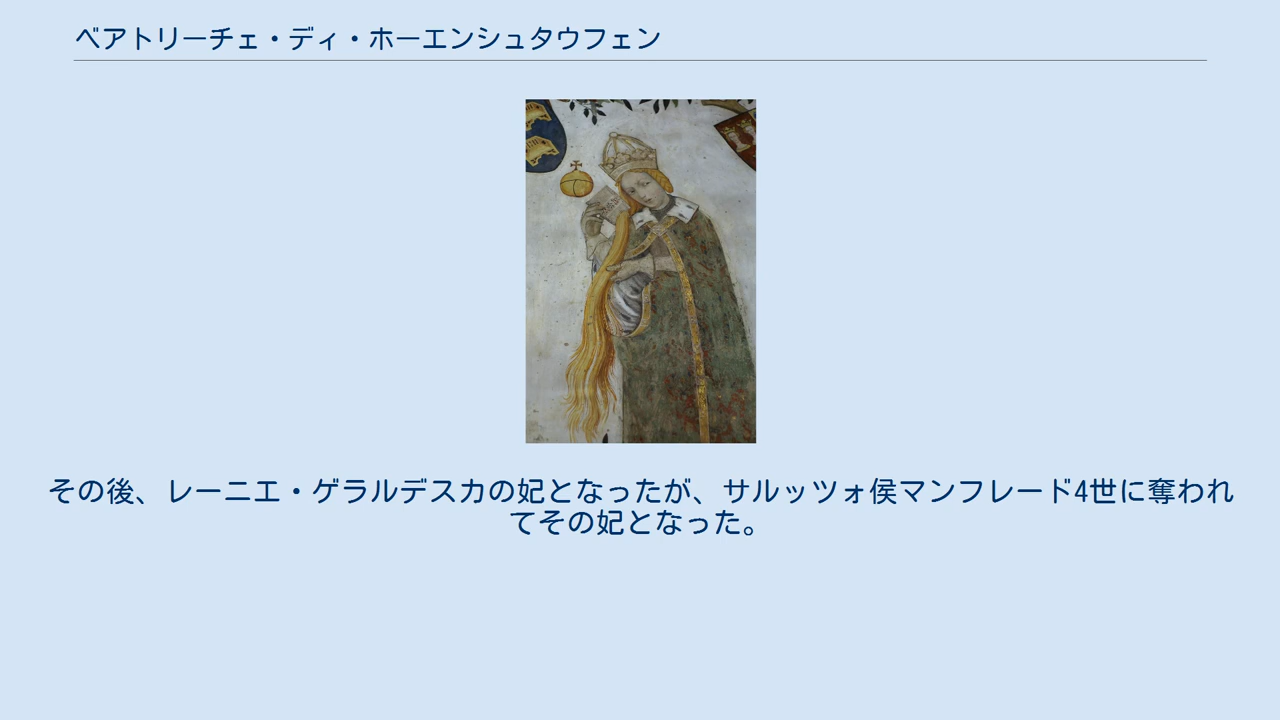 ベアトリーチェ・ディ・ホーエンシュタウフェン
その後、レーニエ・ゲラルデスカの妃となったが、サルッツォ侯マンフレード4世に奪われ
てその妃となった。